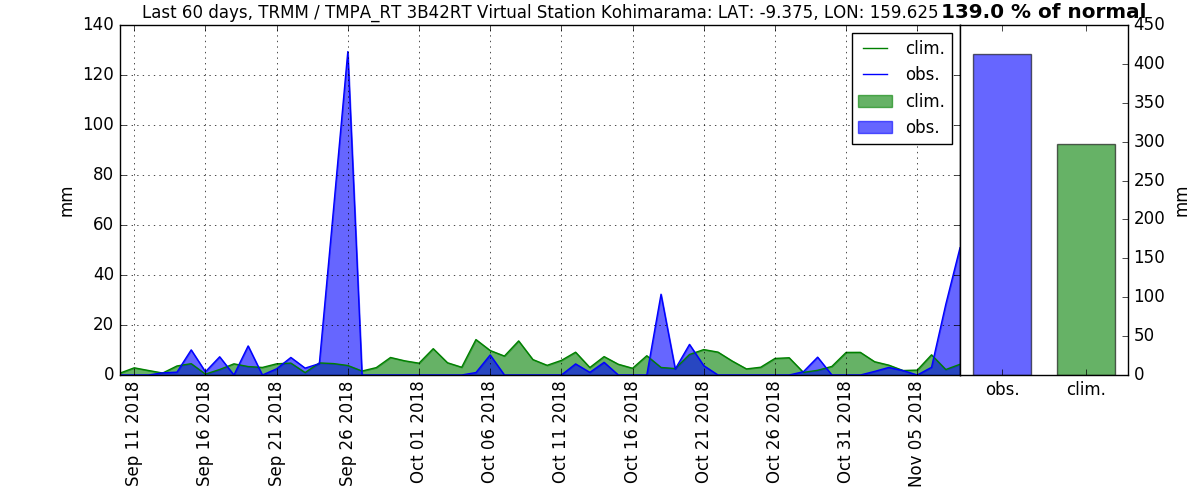 Last 60 days, TRMM / TMPA_RT 3B42RT Virtual Station Kohimarama: LAT: -9.375, LON: 159.625
139.0 % of normal
140
120
100
80
60
40
20
0
mm
clim.
obs.
clim.
obs.
Sep 11 2018
Sep 16 2018
Sep 21 2018
Sep 26 2018
Oct 01 2018
Oct 06 2018
Oct 11 2018
Oct 16 2018
Oct 21 2018
Oct 26 2018
Oct 31 2018
Nov 05 2018
450
400
350
300
250
200
150
100
50
0
mm
obs.
clim.